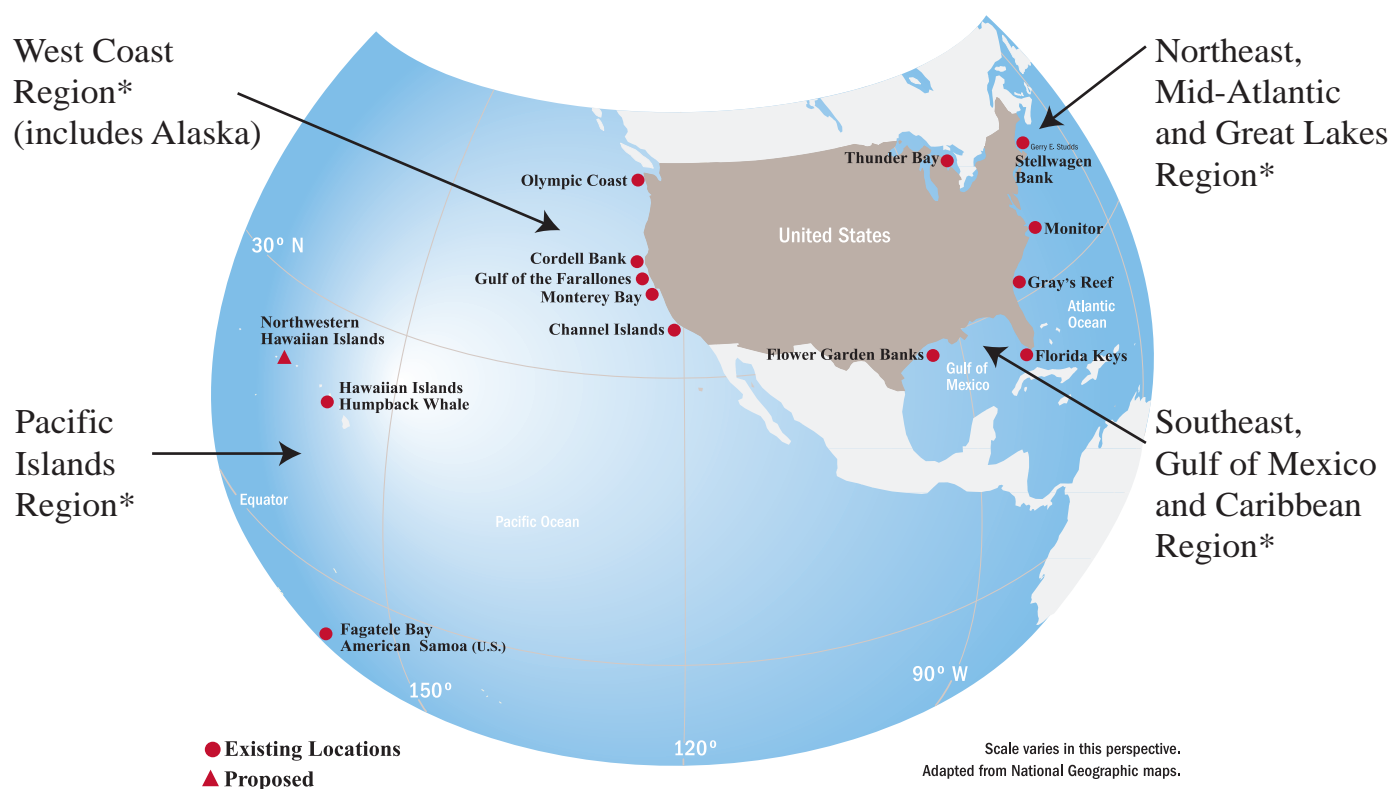 West Coast
Region*
(includes Alaska)
Northeast,
Mid-Atlantic
and Great Lakes
Region*
Thunder Bay
Gerry E. Studds
Stellwagen
Bank
Olympic Coast
United States
Monitor
30º N
Cordell Bank
Gulf of the Farallones
Monterey Bay
Gray's Reef
Atlantic
Ocean
Northwestern
Hawaiian Islands
Channel Islands
Flower Garden Banks
Florida Keys
Gulf of
Mexico
Hawaiian Islands
Humpback Whale
Pacific
Islands
Region*
Southeast,
Gulf of Mexico
and Caribbean
Region*
Equator
Pacific Ocean
Fagatele Bay
American Samoa (U.S.)
150º
90º W
120º
Existing Locations
Proposed
Scale varies in this perspective.
Adapted from National Geographic maps.